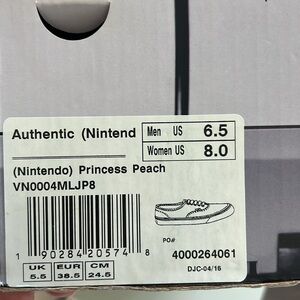 Authentic (Nintend
Men US 6.5
Women US 8.0
(Nintendo) Princess Peach
VN0004MLJP8
1 90284 20574 8
PO#
4000264061
UK EUR CM
5.5 38.5 24.5
DJC-04/16